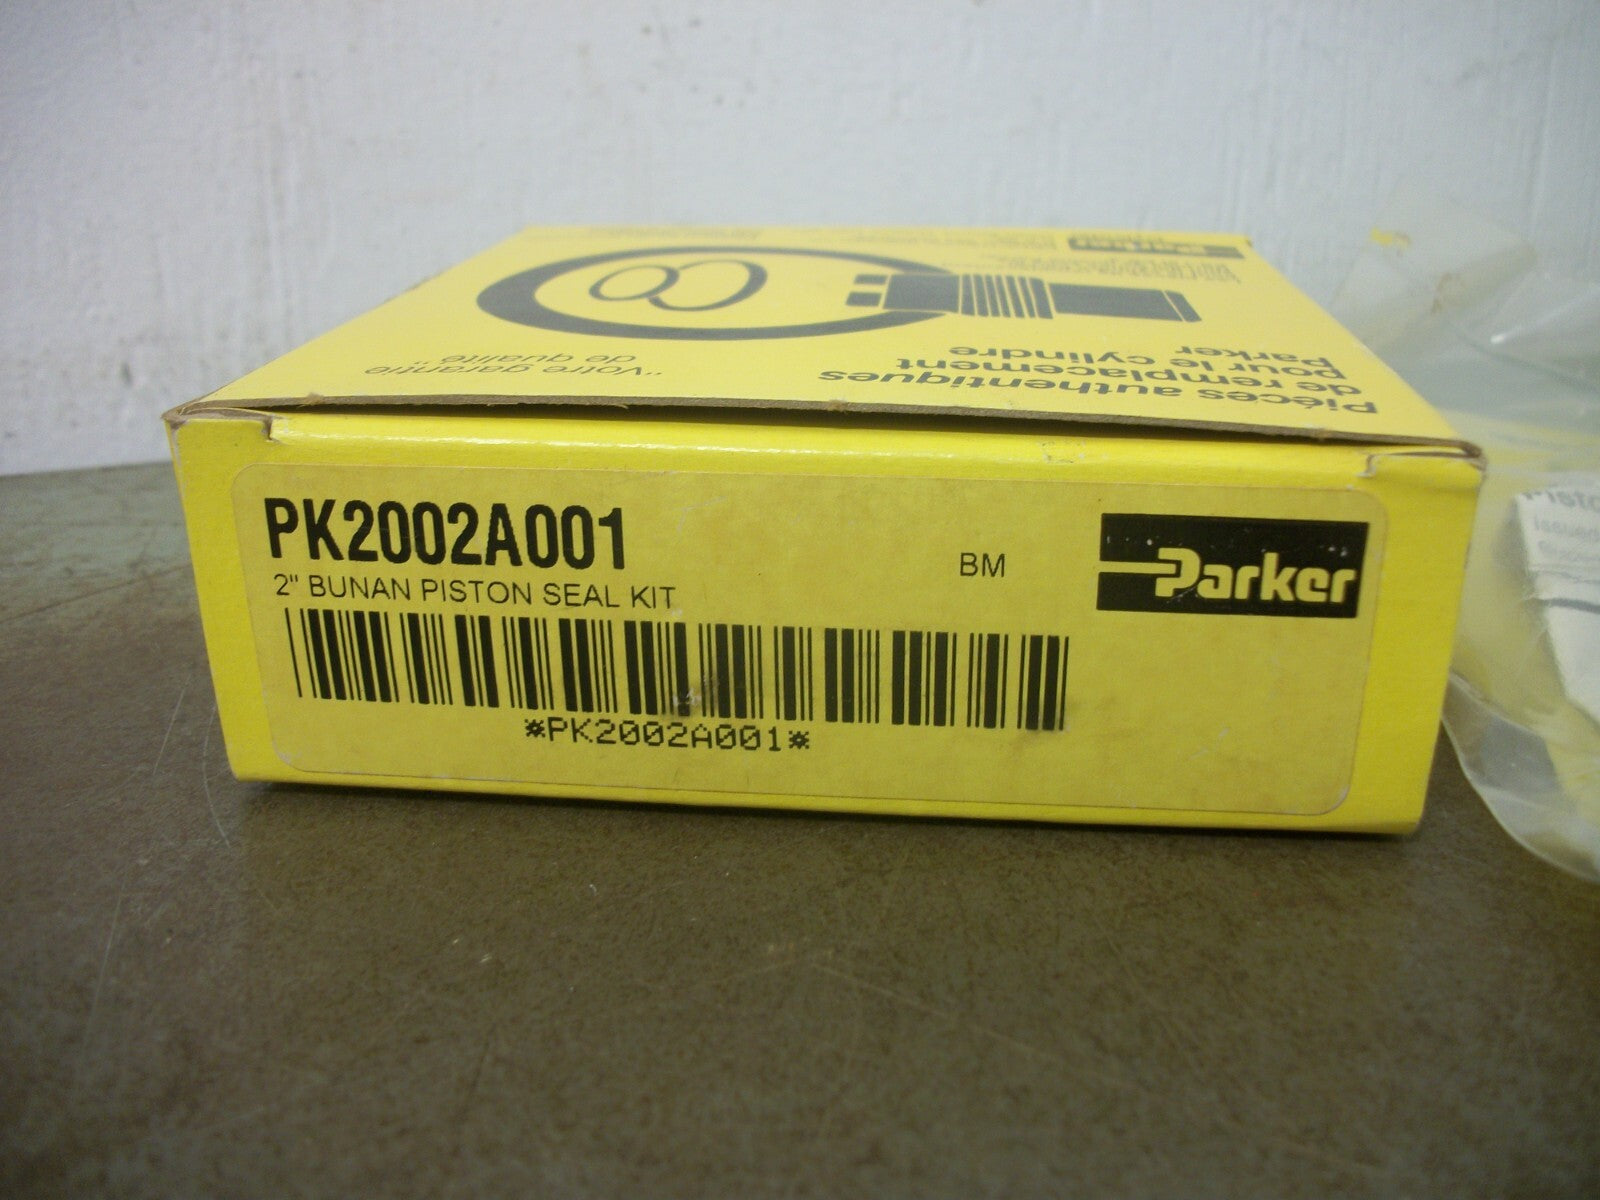 Pièces authentiques
de remplacement
pour le cylindre
Parker
"Votre garantie
de qualité"
Parker
PK2002A001
2" BUNAN PISTON SEAL KIT
BM
Parker
*PK2002A001*